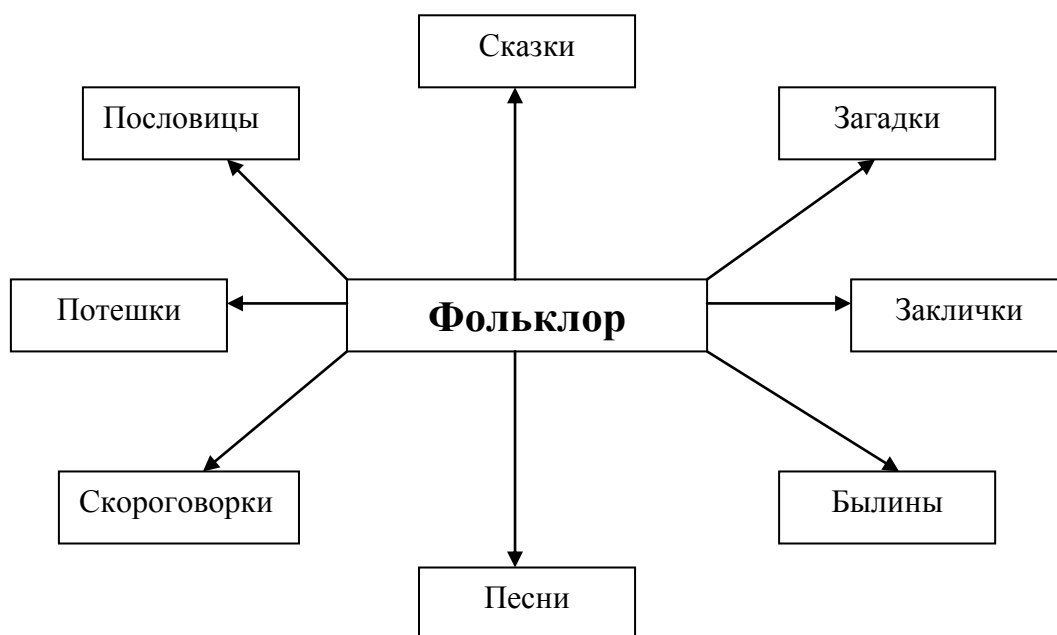 Сказки
Пословицы
Загадки
Потешки
Фольклор
Заклички
Скороговорки
Былины
Песни